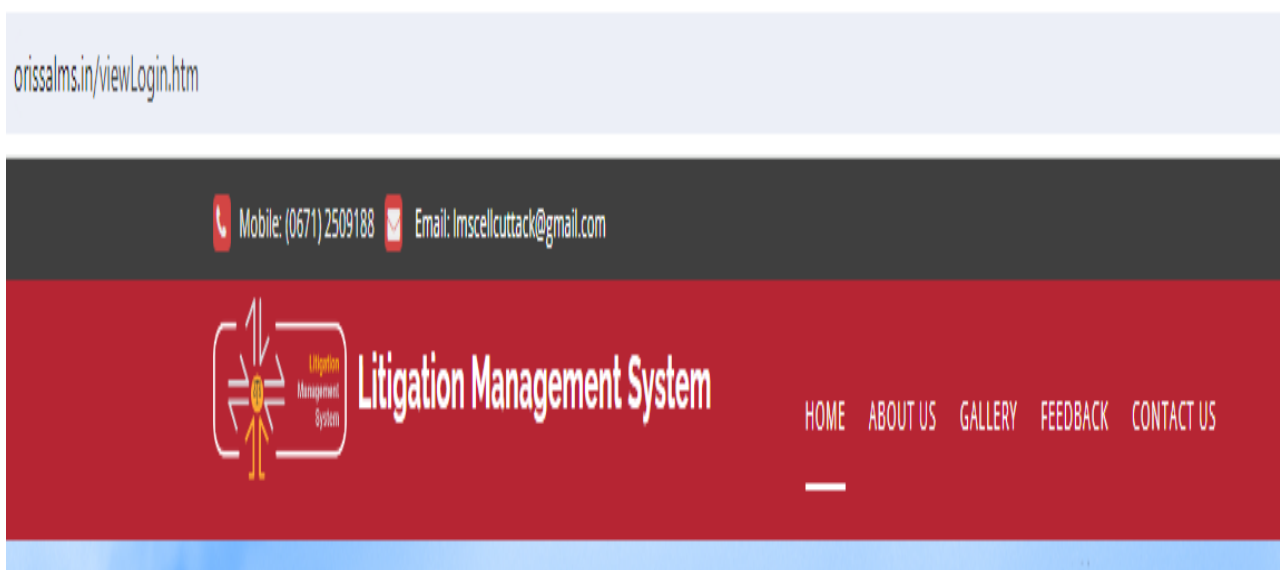 orissalms.in/viewLogin.htm
Mobile: (0671) 2509188 Email: lmscellcuttack@gmail.com
Litigation
Management
System
Litigation Management System
HOME ABOUT US GALLERY FEEDBACK CONTACT US